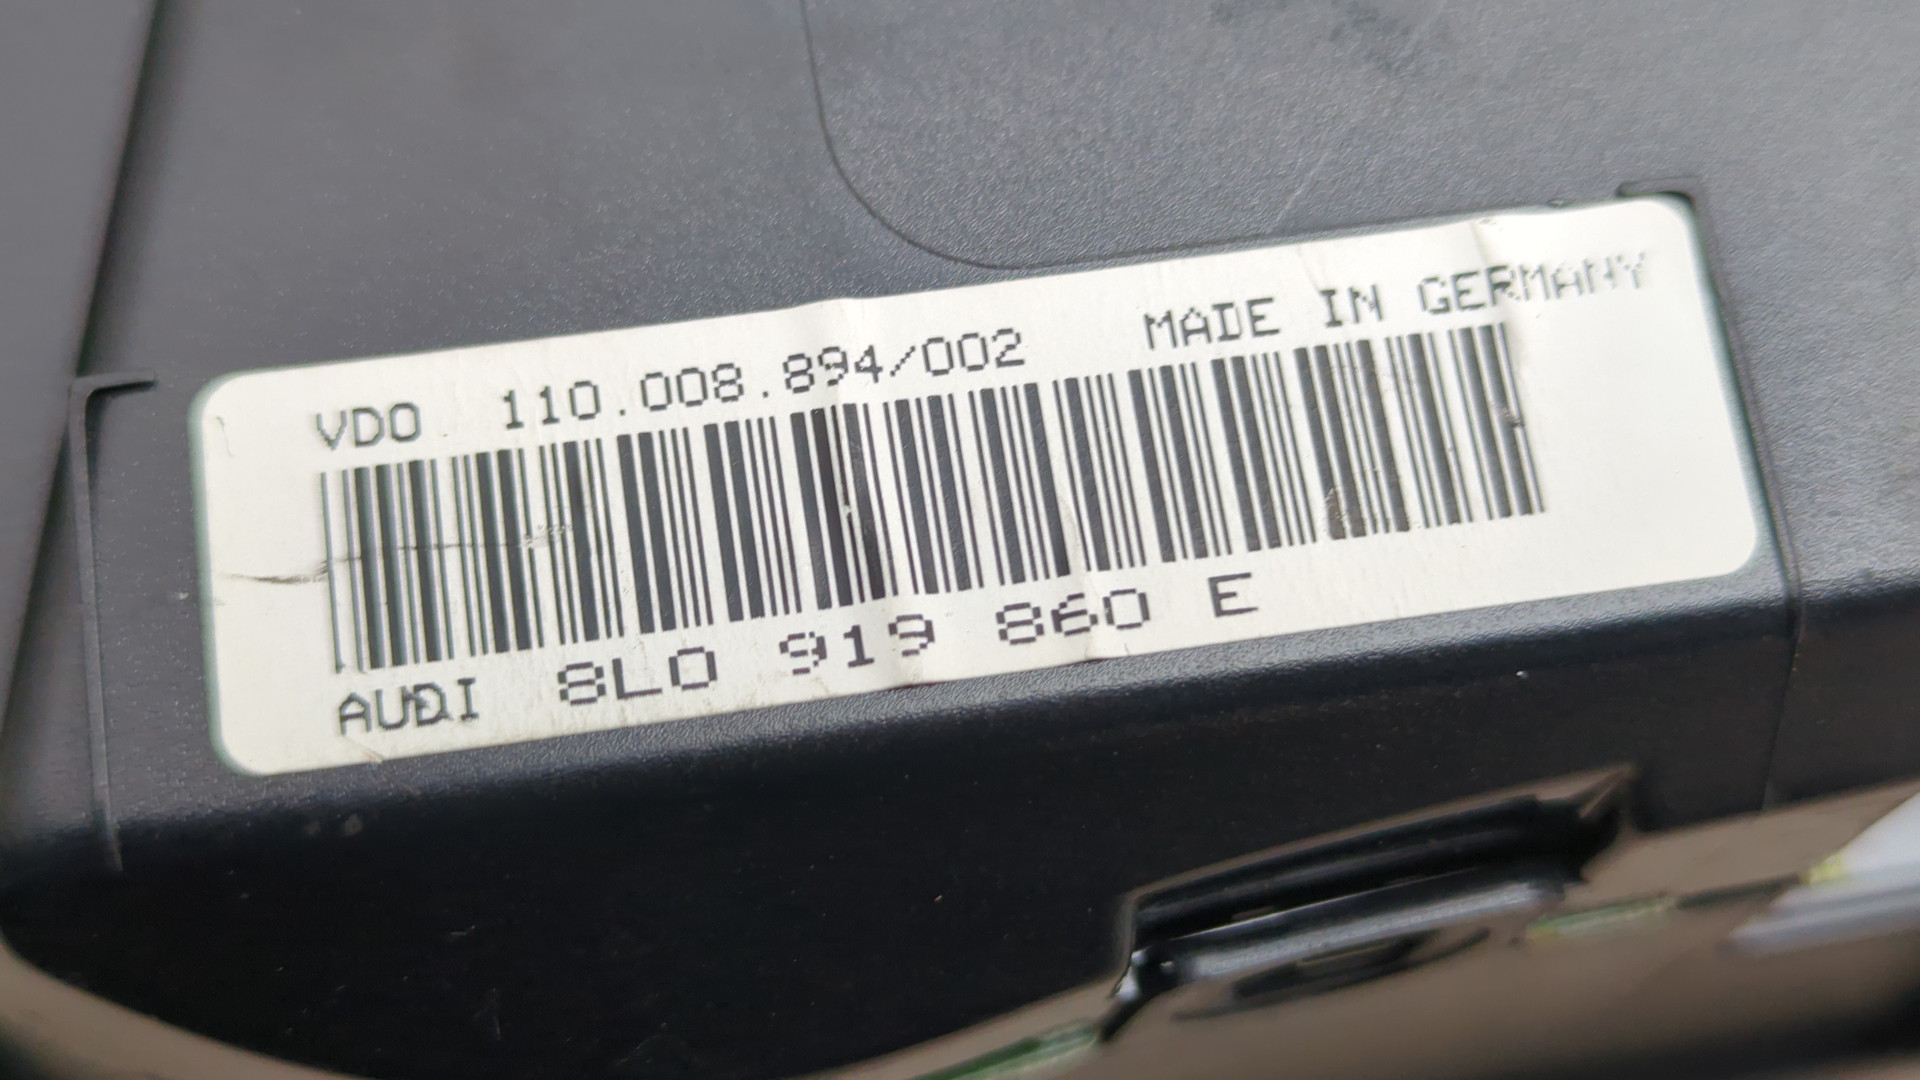 VDO 110.008.894/002 MADE IN GERMANY
AUDI 8L0 919 860 E